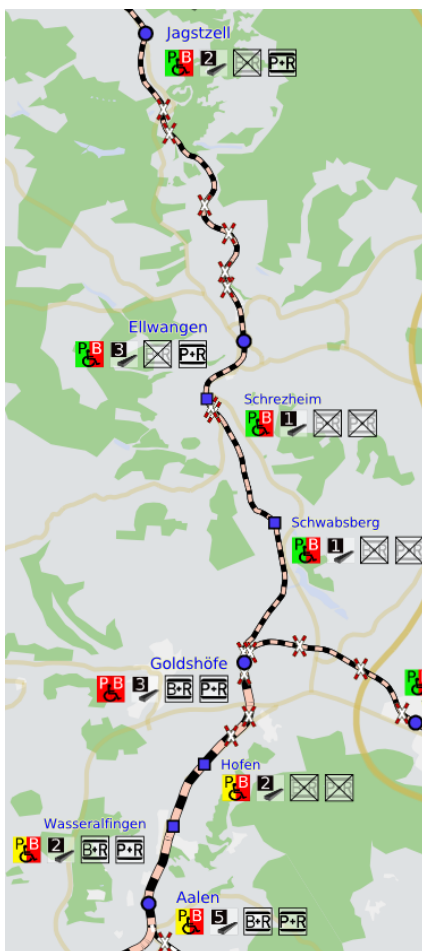 Jagstzell
P B 2 P+R
Ellwangen
P B 3 P+R
Schrezheim
P B 1
Schwabsberg
P B 1
Goldshöfe
P
P B 3 B+R P+R
Hofen
P B 2
Wasseralfingen
P B 2 B+R P+R
Aalen
P B 5 B+R P+R